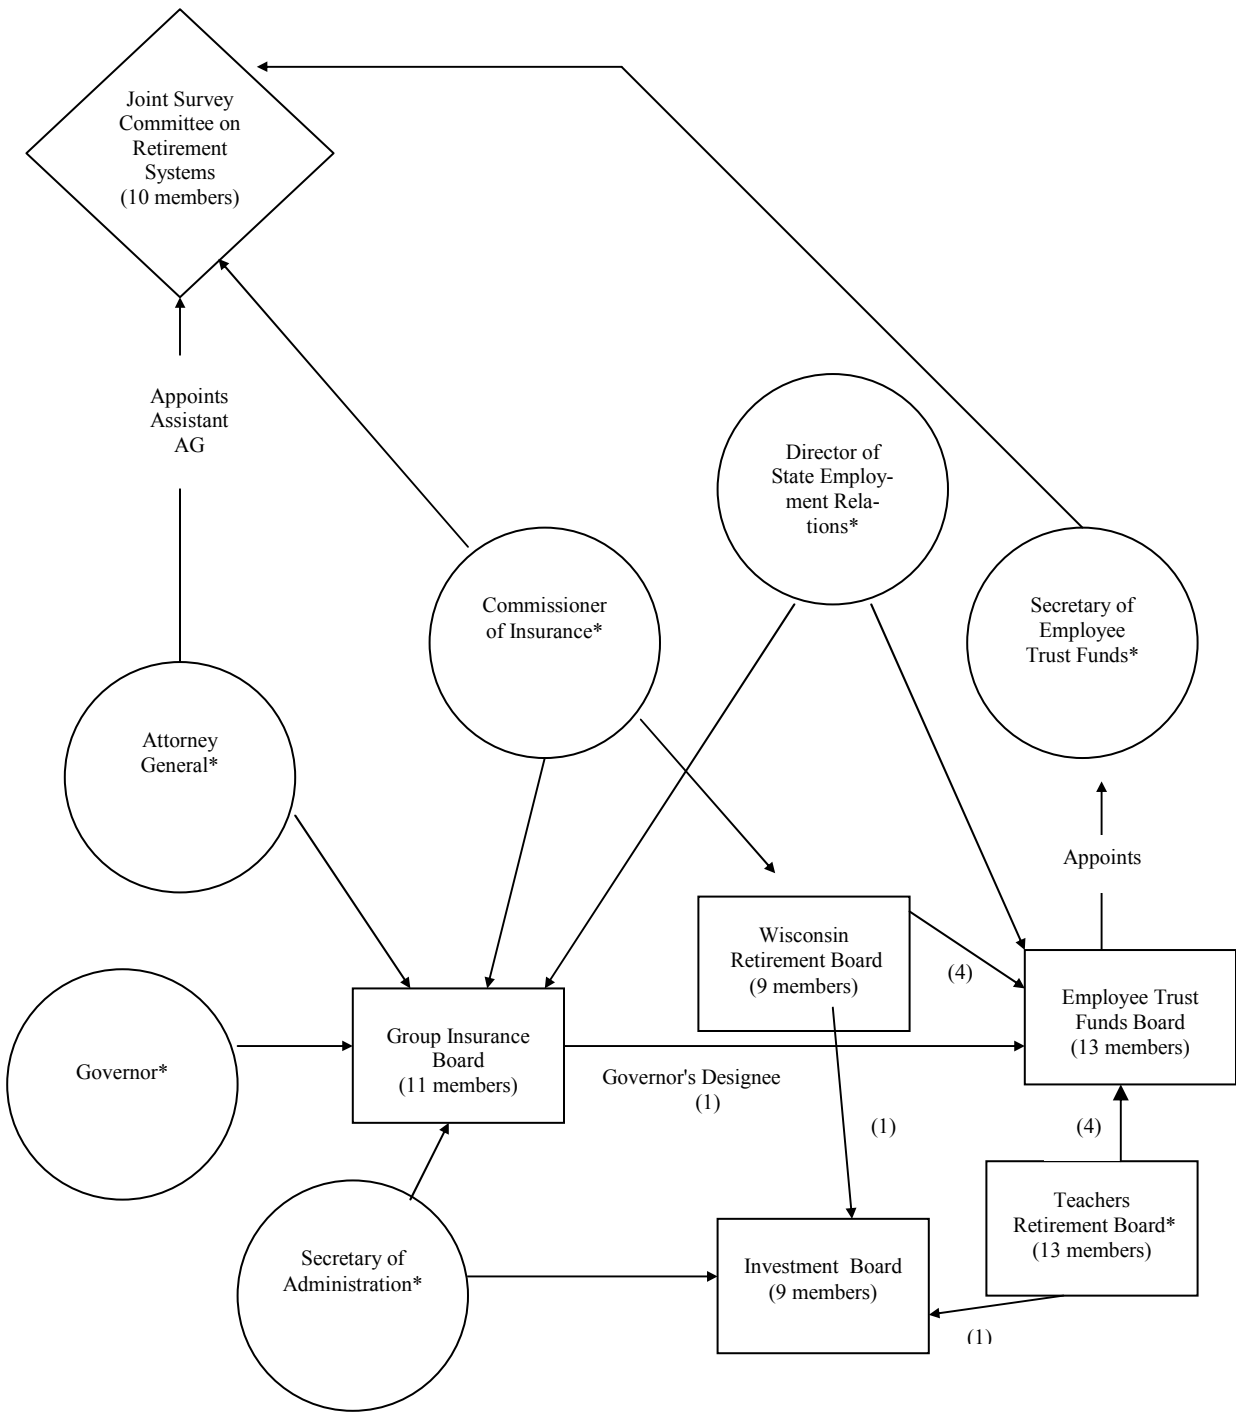 Joint Survey
Committee on
Retirement
Systems
(10 members)
Appoints
Assistant
AG
Director of
State Employ-
ment Rela-
tions*
Commissioner
of Insurance*
Secretary of
Employee
Trust Funds*
Attorney
General*
Appoints
Wisconsin
Retirement Board
(9 members)
(4)
Employee Trust
Funds Board
(13 members)
Group Insurance
Board
(11 members)
Governor*
Governor's Designee
(1)
(1)
(4)
Teachers
Retirement Board*
(13 members)
Secretary of
Administration*
Investment Board
(9 members)
(1)